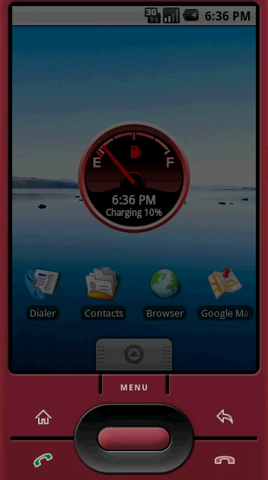 3G
6:36 PM
E F
6:36 PM
Charging 10%
Dialer Contacts Browser Google Ma
MENU